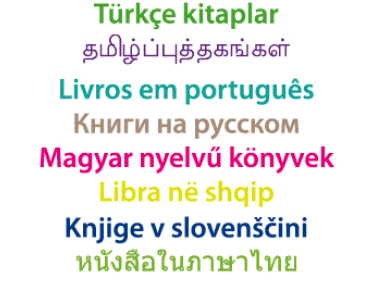 Türkçe kitaplar
தமிழ்ப்புத்தகங்கள்
Livros em português
Книги на русском
Magyar nyelvű könyvek
Libra në shqip
Knjige v slovenščini
หนังสือในภาษาไทย